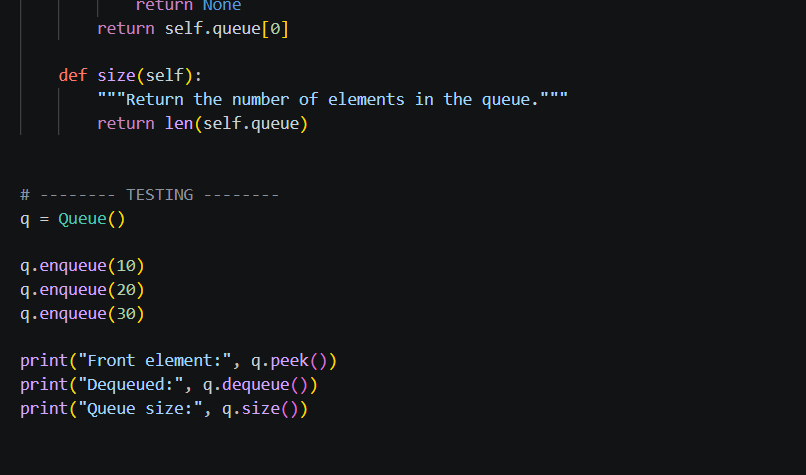 return None
return self.queue[0]
def size(self):
"""Return the number of elements in the queue."""
return len(self.queue)
# -------- TESTING --------
q = Queue()
q.enqueue(10)
q.enqueue(20)
q.enqueue(30)
print("Front element:", q.peek())
print("Dequeued:", q.dequeue())
print("Queue size:", q.size())